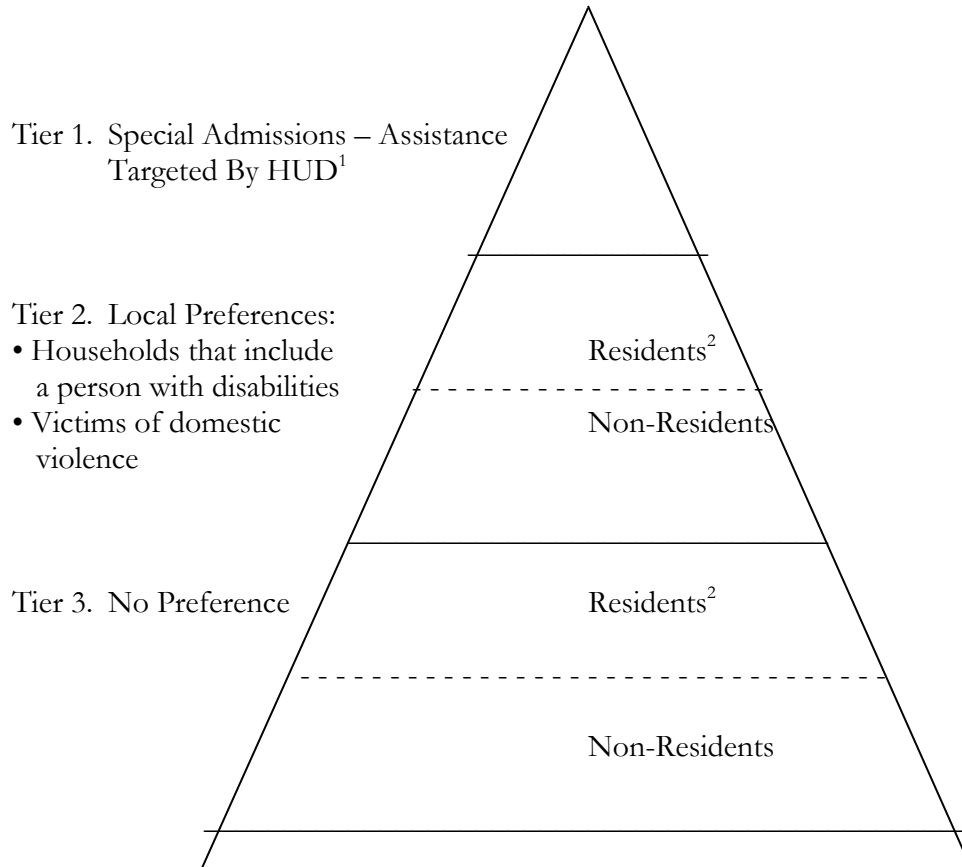 Tier 1. Special Admissions – Assistance
Targeted By HUD¹
Tier 2. Local Preferences:
• Households that include
a person with disabilities
• Victims of domestic
violence
Residents²
Non-Residents
Tier 3. No Preference
Residents²
Non-Residents